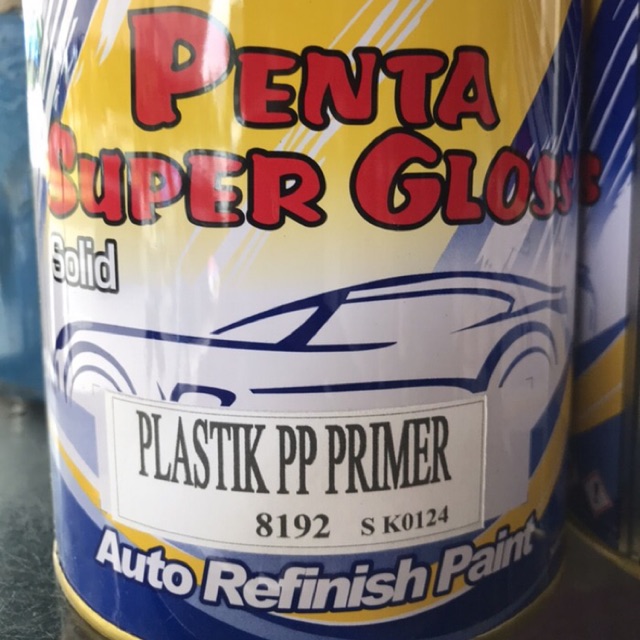 PENTA
SUPER GLOSS
Solid
PLASTIK PP PRIMER
8192 S K0124
Auto Refinish Paint